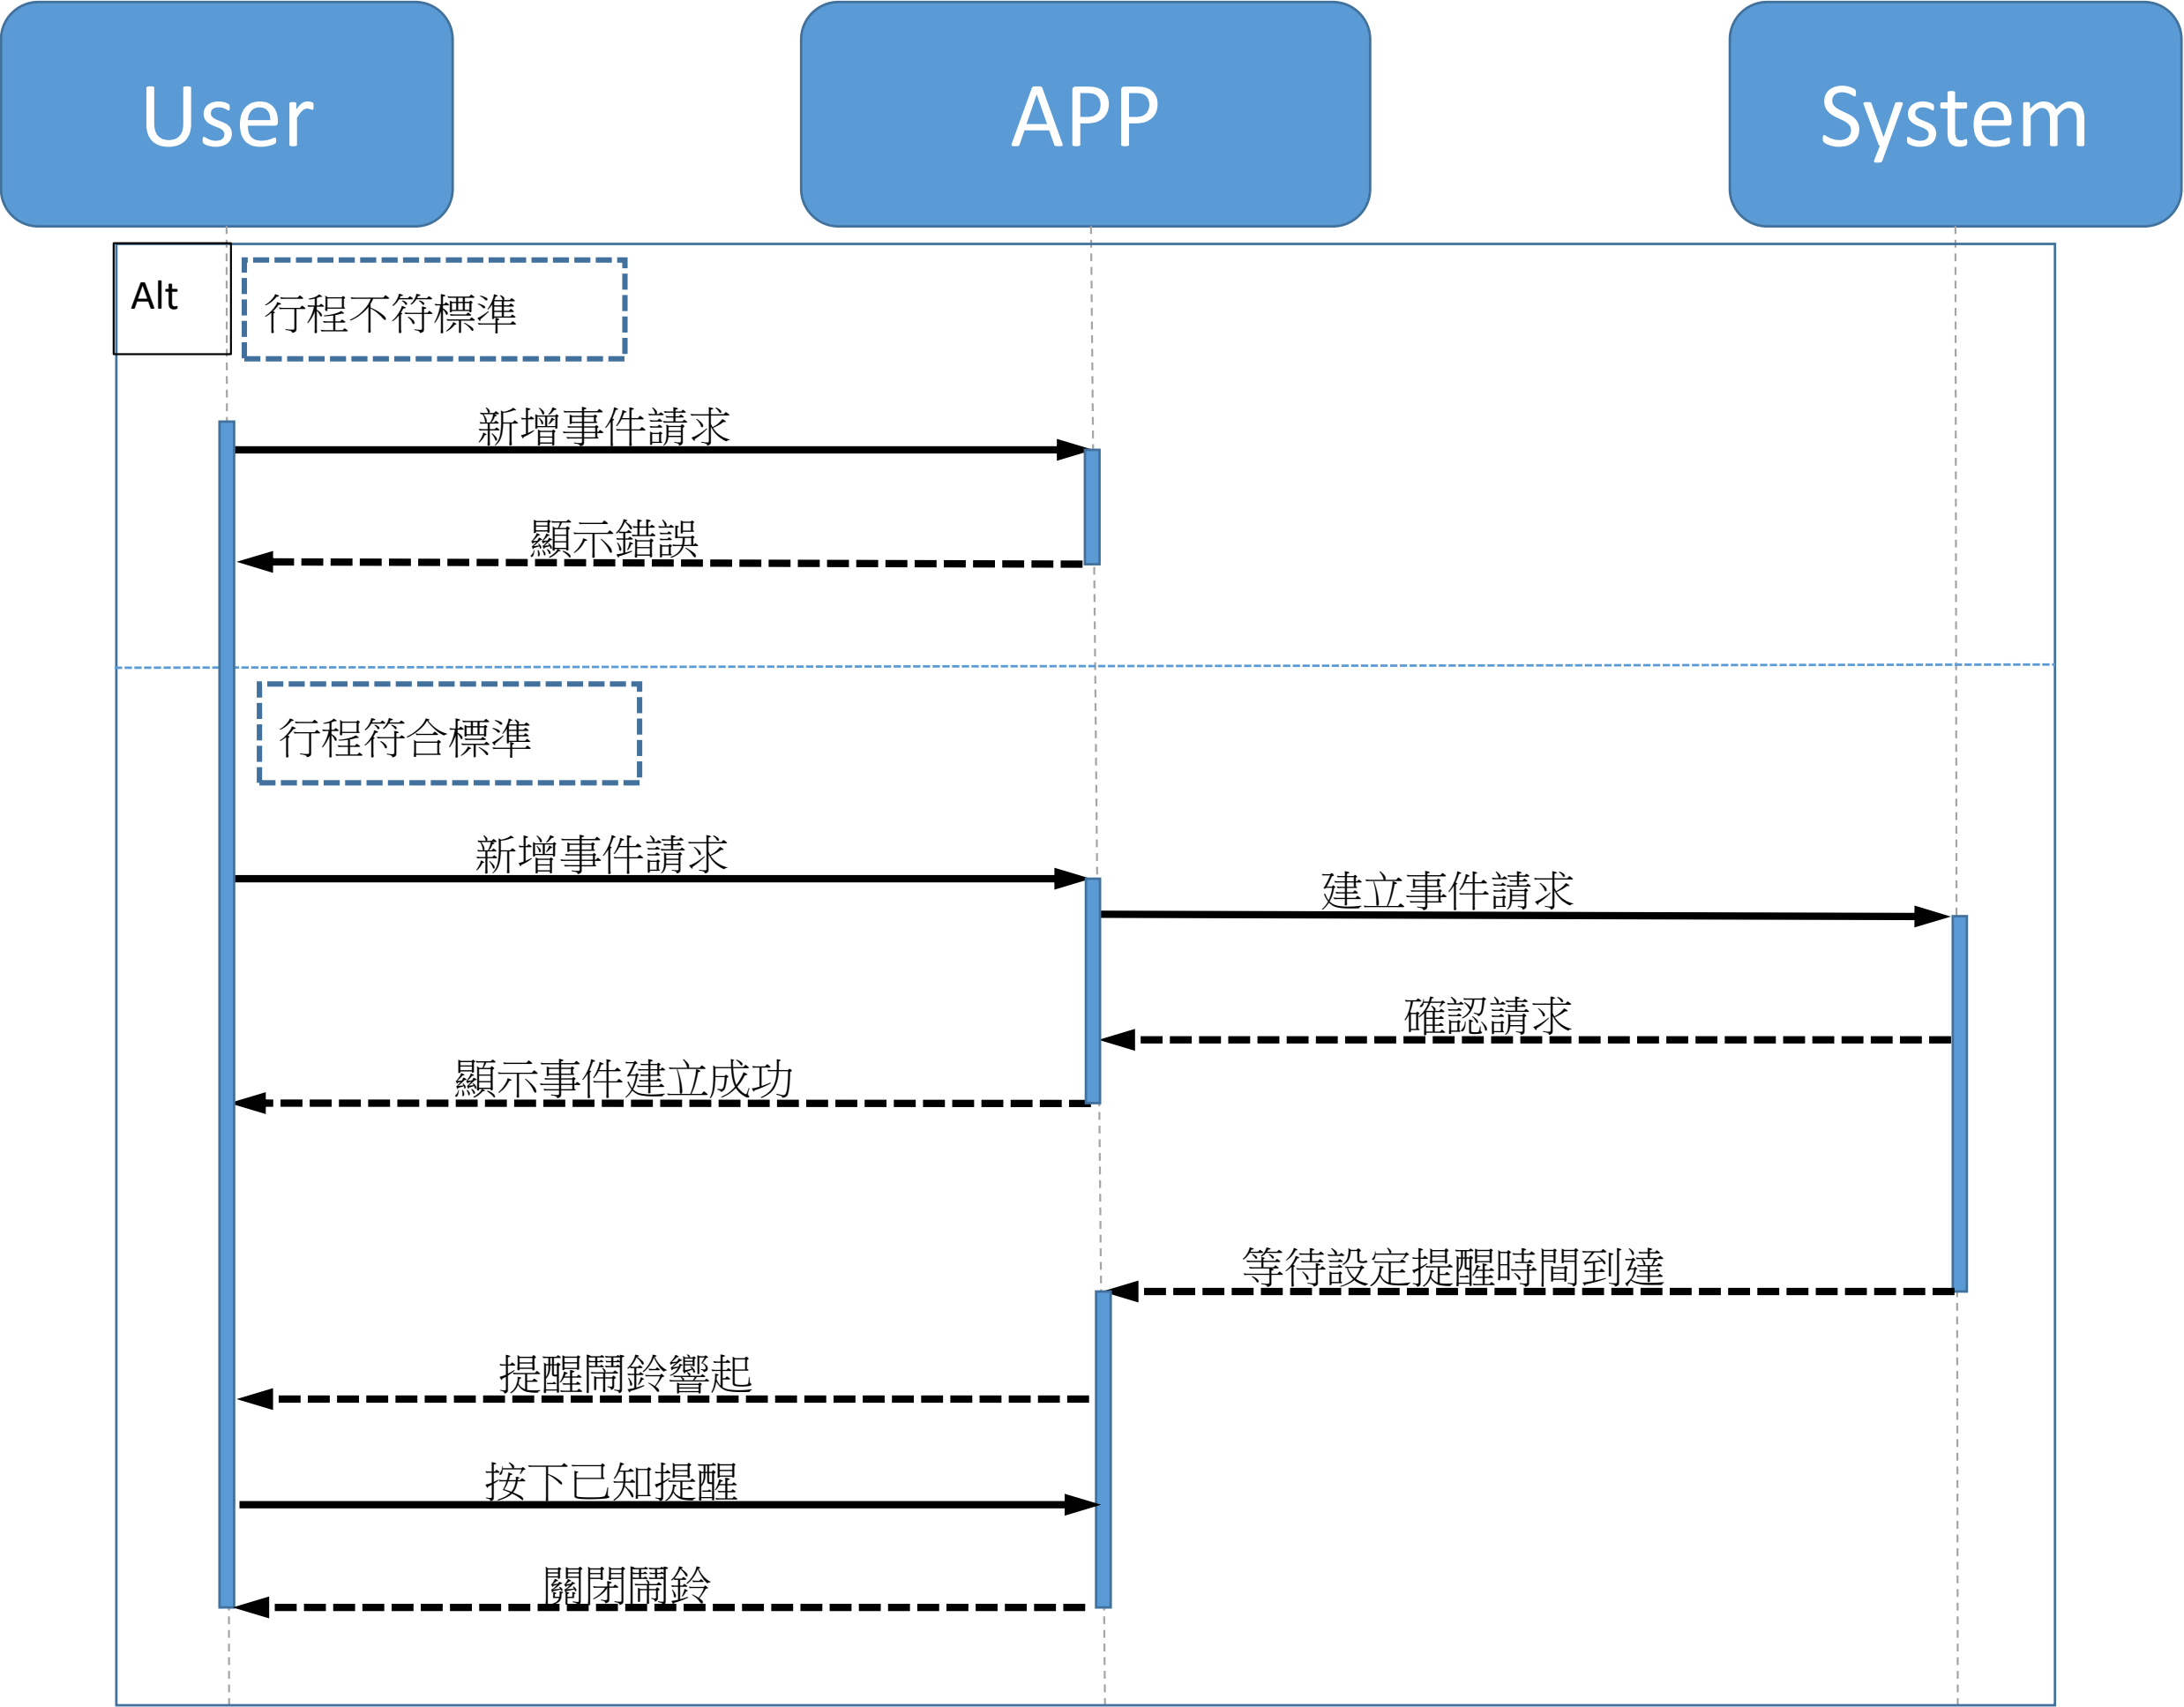 User
APP
System
Alt
行程不符標準
新增事件請求
顯示錯誤
行程符合標準
新增事件請求
建立事件請求
確認請求
顯示事件建立成功
等待設定提醒時間到達
提醒鬧鈴響起
按下已知提醒
關閉鬧鈴